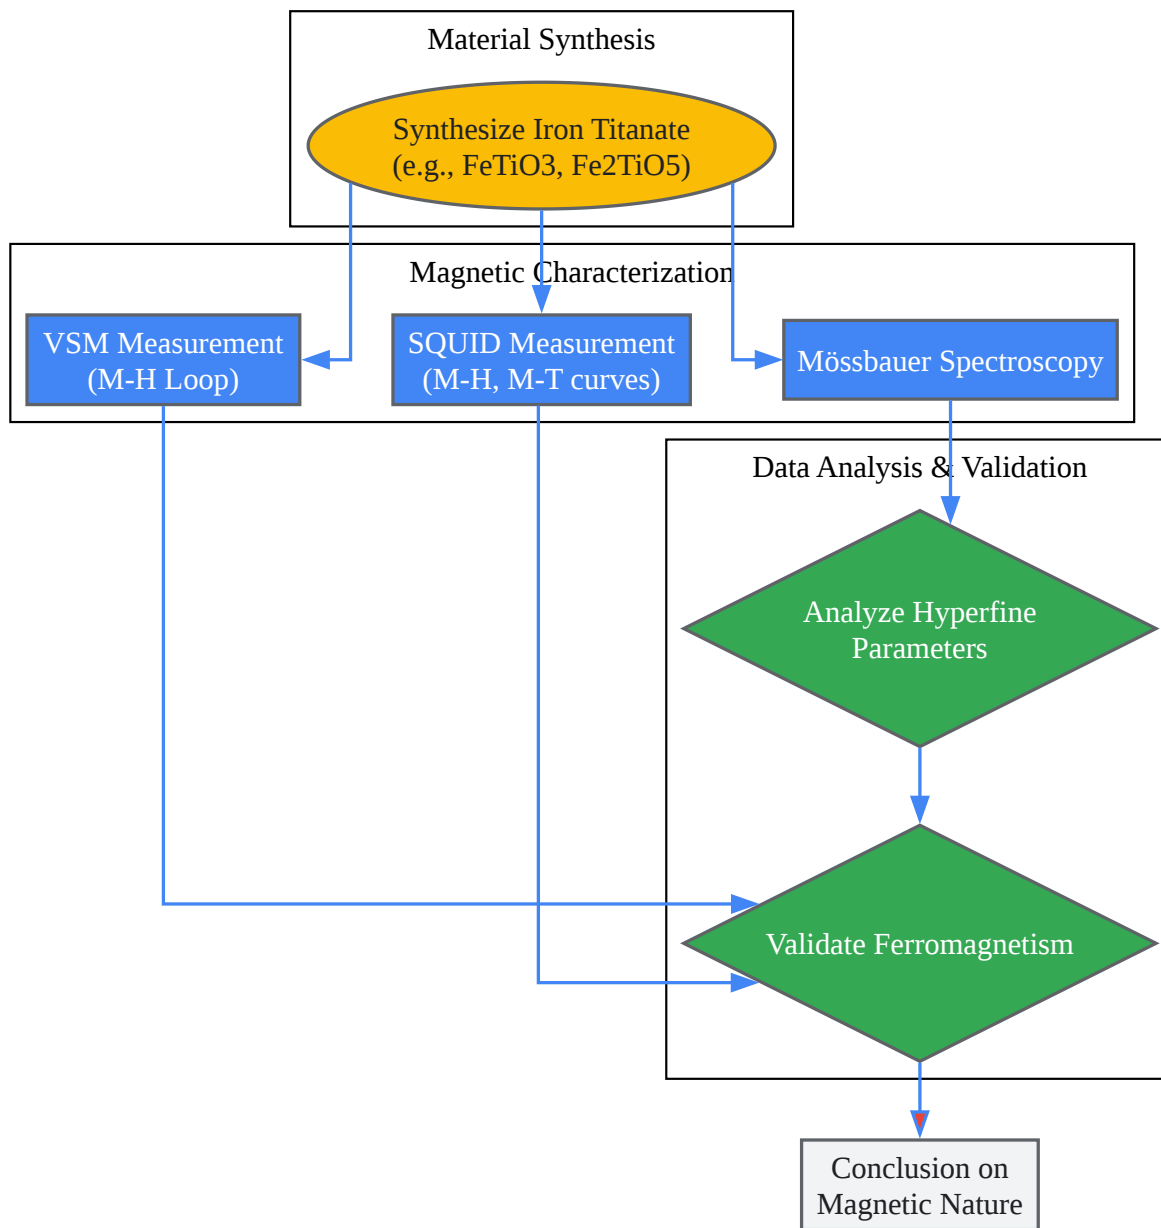 Material Synthesis
Synthesize Iron Titanate
(e.g., FeTiO3, Fe2TiO5)
Magnetic Characterization
VSM Measurement
(M-H Loop)
SQUID Measurement
(M-H, M-T curves)
Mössbauer Spectroscopy
Data Analysis & Validation
Analyze Hyperfine
Parameters
Validate Ferromagnetism
Conclusion on
Magnetic Nature